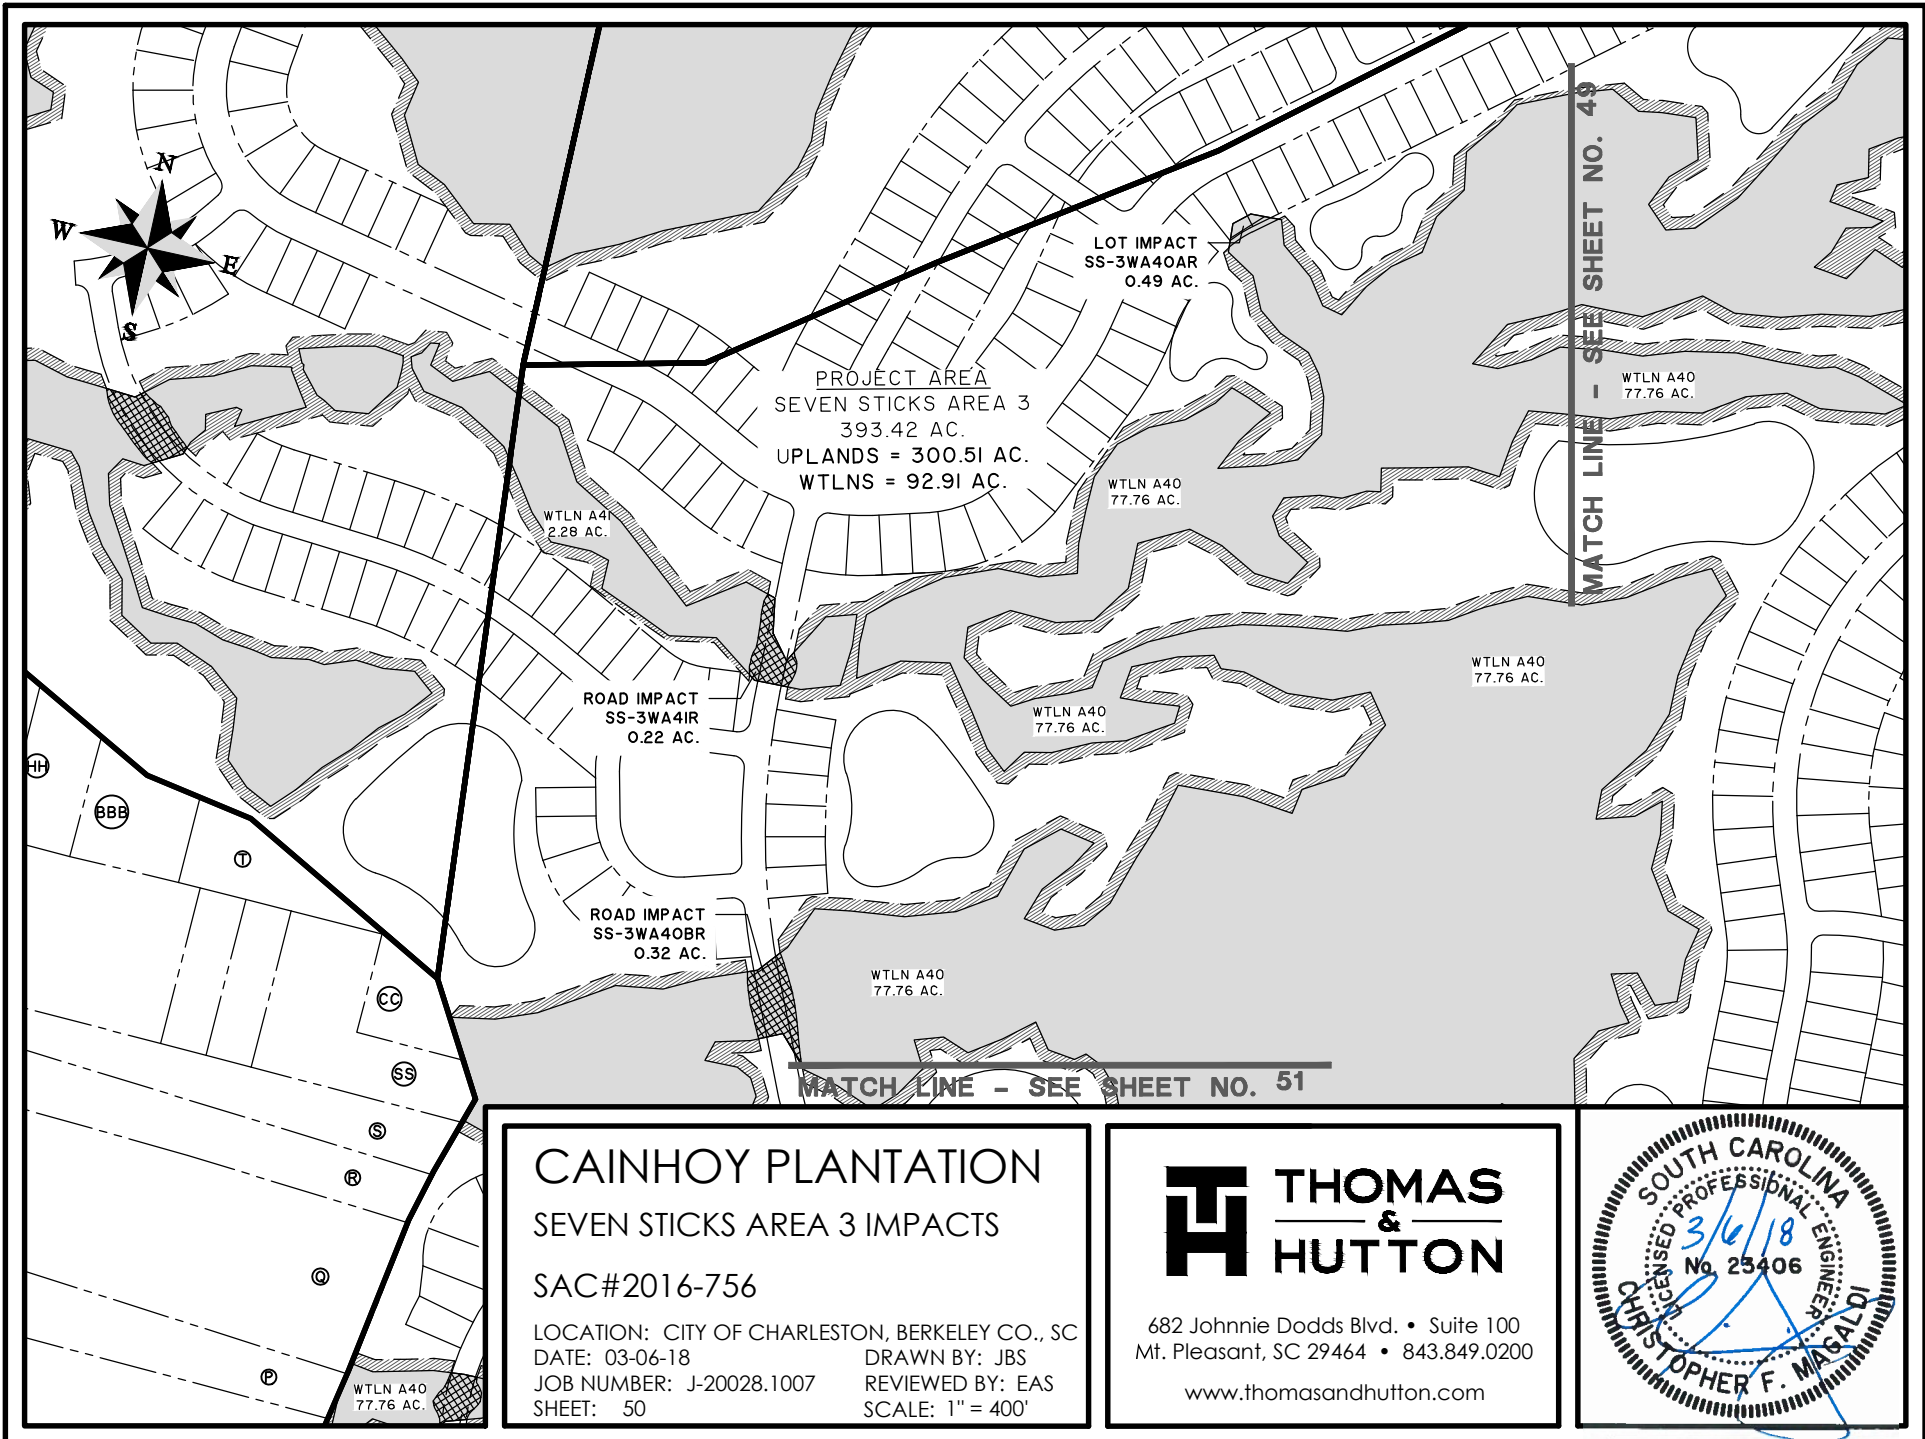 N
W
E
S
LOT IMPACT
SS-3WA40AR
0.49 AC.
MATCH LINE - SEE SHEET NO. 49
PROJECT AREA
SEVEN STICKS AREA 3
393.42 AC.
UPLANDS = 300.51 AC.
WTLNS = 92.91 AC.
WTLN A40
77.76 AC.
WTLN A40
77.76 AC.
WTLN A41
2.28 AC.
WTLN A40
77.76 AC.
ROAD IMPACT
SS-3WA41R
0.22 AC.
WTLN A40
77.76 AC.
HH
BBB
T
ROAD IMPACT
SS-3WA40BR
0.32 AC.
WTLN A40
77.76 AC.
CC
SS
MATCH LINE - SEE SHEET NO. 51
S
R
Q
P
WTLN A40
77.76 AC.
CAINHOY PLANTATION
SEVEN STICKS AREA 3 IMPACTS
SAC#2016-756
LOCATION: CITY OF CHARLESTON, BERKELEY CO., SC
DATE: 03-06-18 DRAWN BY: JBS
JOB NUMBER: J-20028.1007 REVIEWED BY: EAS
SHEET: 50 SCALE: 1" = 400'
TH
THOMAS
&
HUTTON
682 Johnnie Dodds Blvd. • Suite 100
Mt. Pleasant, SC 29464 • 843.849.0200
www.thomasandhutton.com
SOUTH CAROLINA
LICENSED PROFESSIONAL ENGINEER
3/6/18
No. 23406
CHRISTOPHER F. MAGALDI